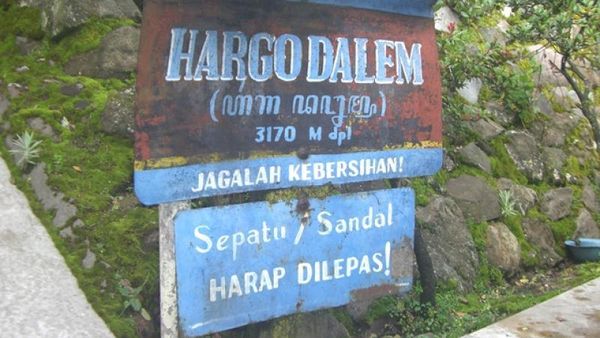 HARGO DALEM
3170 M dpl
JAGALAH KEBERSIHAN!
Sepatu / Sandal
HARAP DILEPAS!